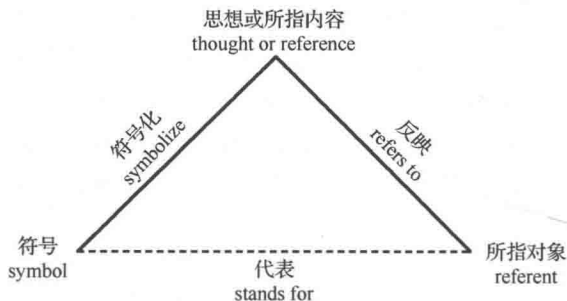 思想或所指内容
thought or reference
符号化
symbolize
反映
refers to
符号
symbol
代表
stands for
所指对象
referent